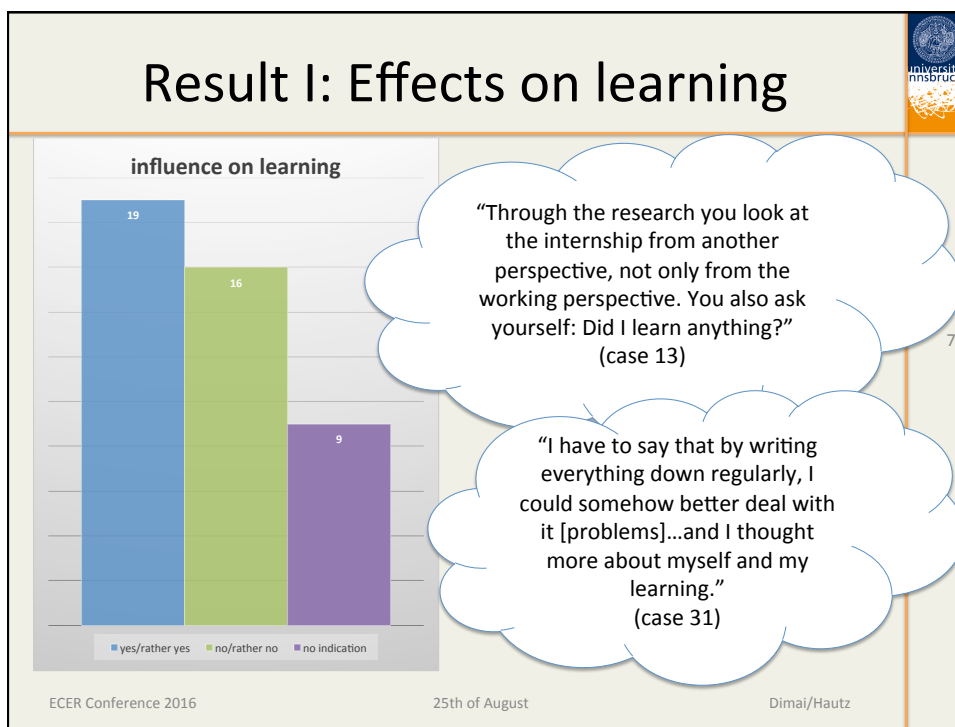 Result I: Effects on learning
universität
innsbruck
influence on learning
19
16
9
yes/rather yes no/rather no no indication
“Through the research you look at
the internship from another
perspective, not only from the
working perspective. You also ask
yourself: Did I learn anything?”
(case 13)
7
“I have to say that by writing
everything down regularly, I
could somehow better deal with
it [problems]…and I thought
more about myself and my
learning.”
(case 31)
ECER Conference 2016 25th of August Dimai/Hautz